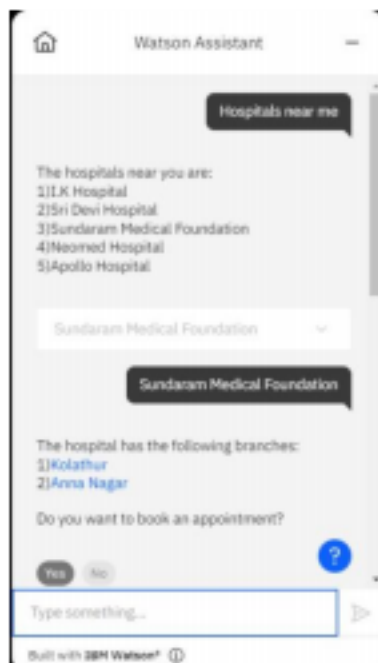 Watson Assistant
Hospitals near me
The hospitals near you are:
1)I.K Hospital
2)Sri Devi Hospital
3)Sundaram Medical Foundation
4)Neomed Hospital
5)Apollo Hospital
Sundaram Medical Foundation
Sundaram Medical Foundation
The hospital has the following branches:
1)Kolathur
2)Anna Nagar
Do you want to book an appointment?
?
Yes No
Type something...
Built with IBM Watson®